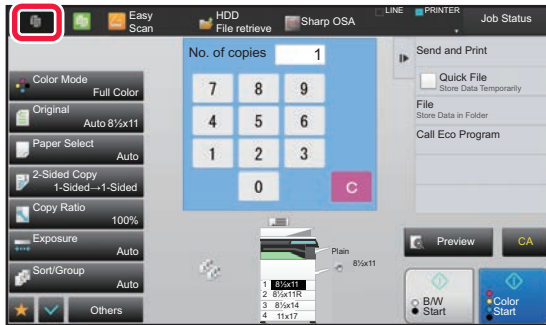 Easy
Scan
HDD
File retrieve
Sharp OSA
LINE
PRINTER
Job Status
No. of copies
1
7 8 9
4 5 6
1 2 3
0 C
Color Mode
Full Color
Original
Auto 8½x11
Paper Select
Auto
2-Sided Copy
1-Sided→1-Sided
Copy Ratio
100%
Exposure
Auto
Sort/Group
Auto
Others
Plain
8½x11
1 8½x11
2 8½x11R
3 8½x14
4 11x17
Send and Print
Quick File
Store Data Temporarily
File
Store Data in Folder
Call Eco Program
Preview
CA
B/W
Start
Color
Start